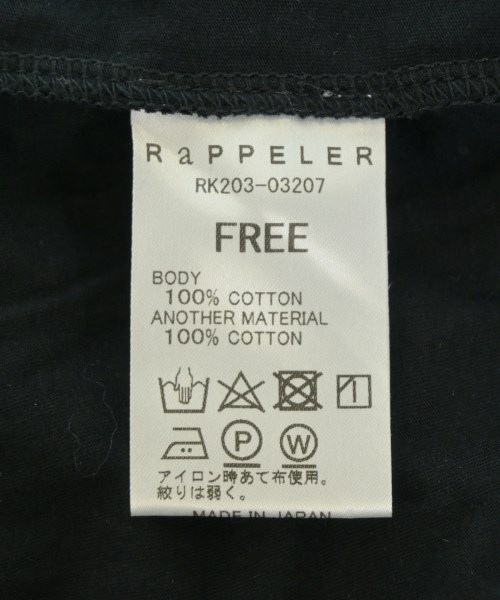 RaPPELER
RK203-03207
FREE
BODY
100% COTTON
ANOTHER MATERIAL
100% COTTON
P W
アイロン時あて布使用。
絞りは弱く。
MADE IN JAPAN